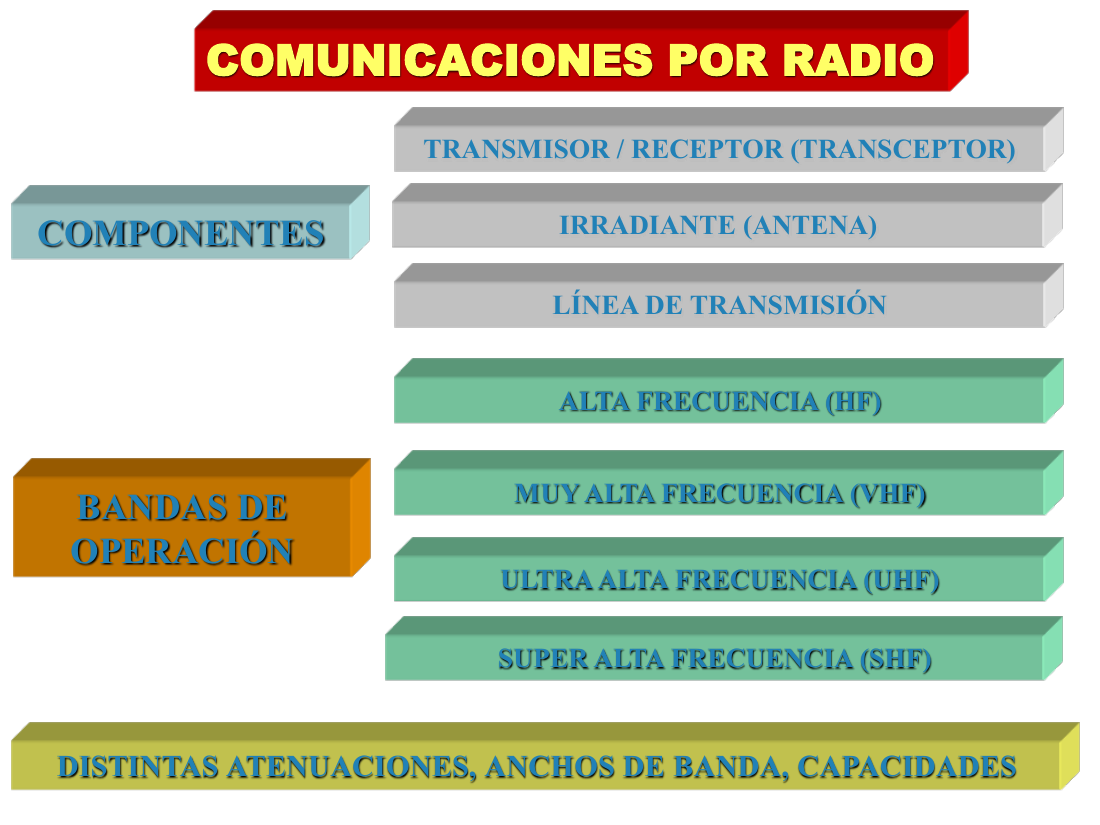 COMUNICACIONES POR RADIO
COMPONENTES
TRANSMISOR / RECEPTOR (TRANSCEPTOR)
IRRADIANTE (ANTENA)
LÍNEA DE TRANSMISIÓN
BANDAS DE
OPERACIÓN
ALTA FRECUENCIA (HF)
MUY ALTA FRECUENCIA (VHF)
ULTRA ALTA FRECUENCIA (UHF)
SUPER ALTA FRECUENCIA (SHF)
DISTINTAS ATENUACIONES, ANCHOS DE BANDA, CAPACIDADES